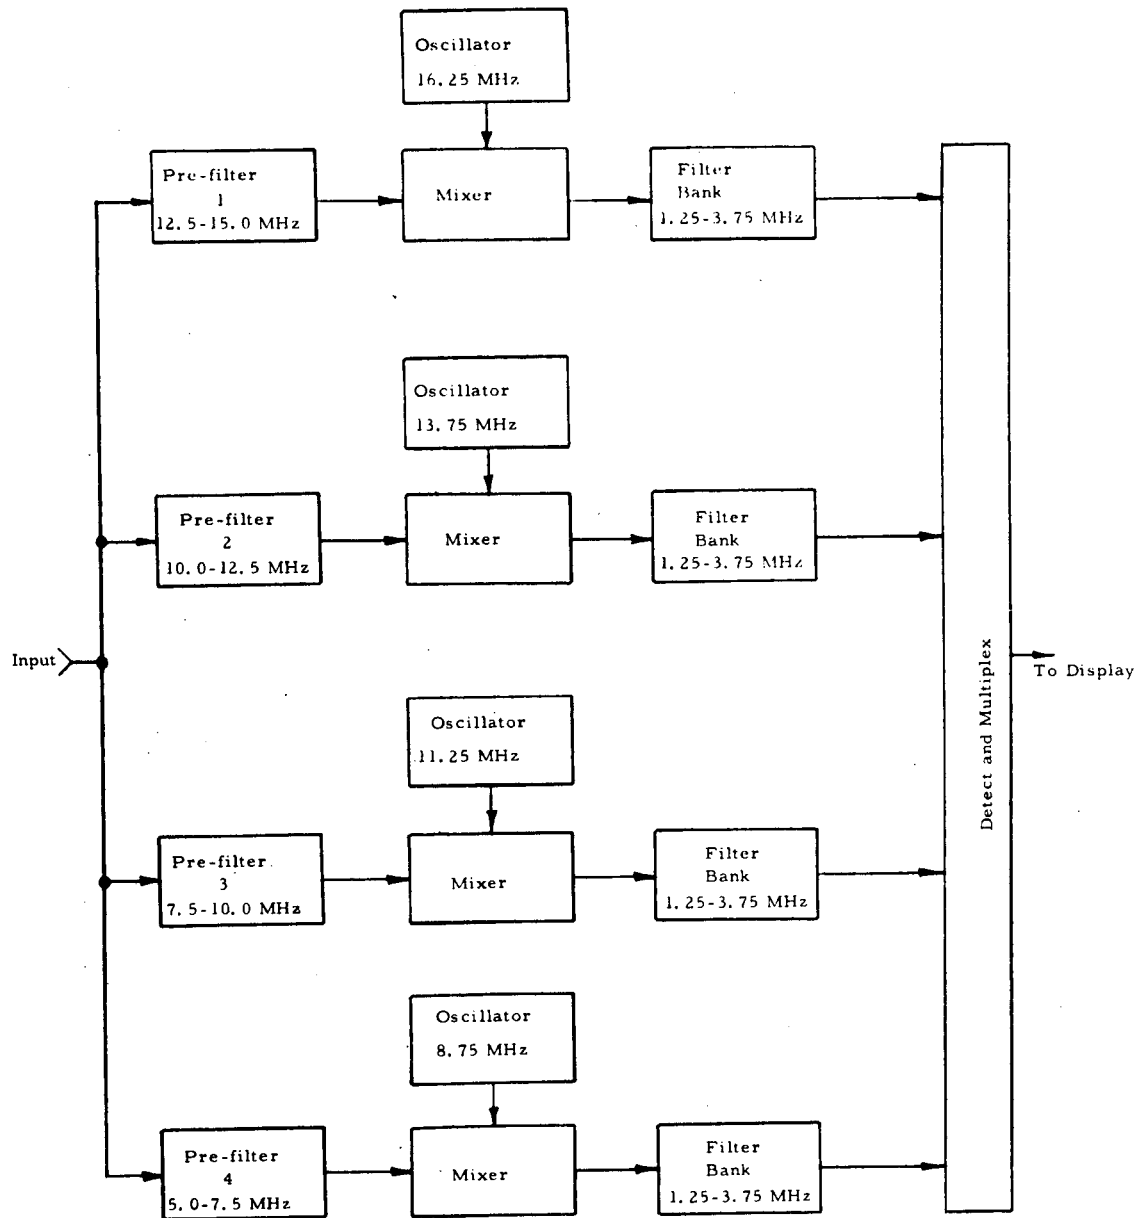 Oscillator
16.25 MHz
Pre-filter
1
12.5-15.0 MHz
Mixer
Filter
Bank
1.25-3.75 MHz
Oscillator
13.75 MHz
Pre-filter
2
10.0-12.5 MHz
Mixer
Filter
Bank
1.25-3.75 MHz
Input
To Display
Detect and Multiplex
Oscillator
11.25 MHz
Pre-filter
3
7.5-10.0 MHz
Mixer
Filter
Bank
1.25-3.75 MHz
Oscillator
8.75 MHz
Pre-filter
4
5.0-7.5 MHz
Mixer
Filter
Bank
1.25-3.75 MHz